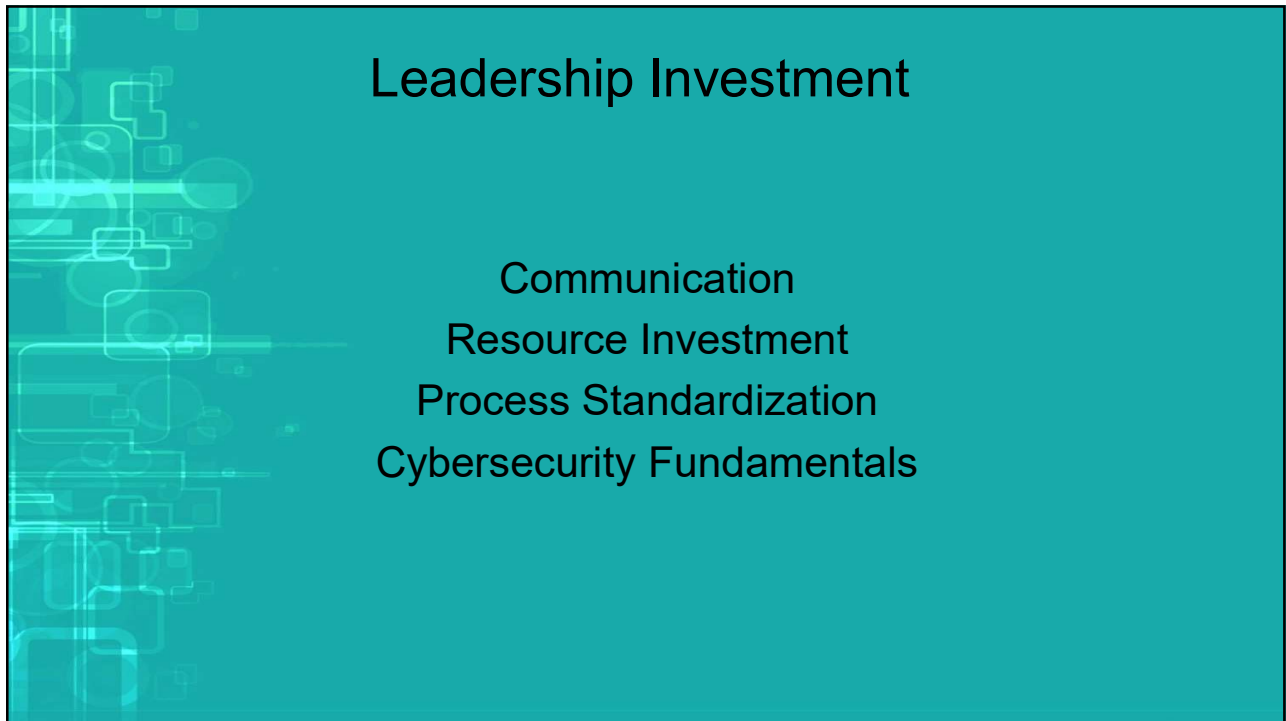 Leadership Investment
Communication
Resource Investment
Process Standardization
Cybersecurity Fundamentals